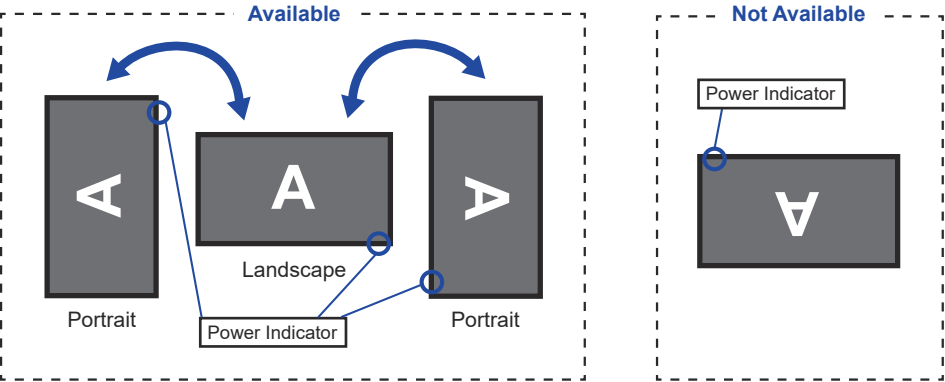 Available
Not Available
Power Indicator
A
A
A
A
Landscape
Portrait
Power Indicator
Portrait